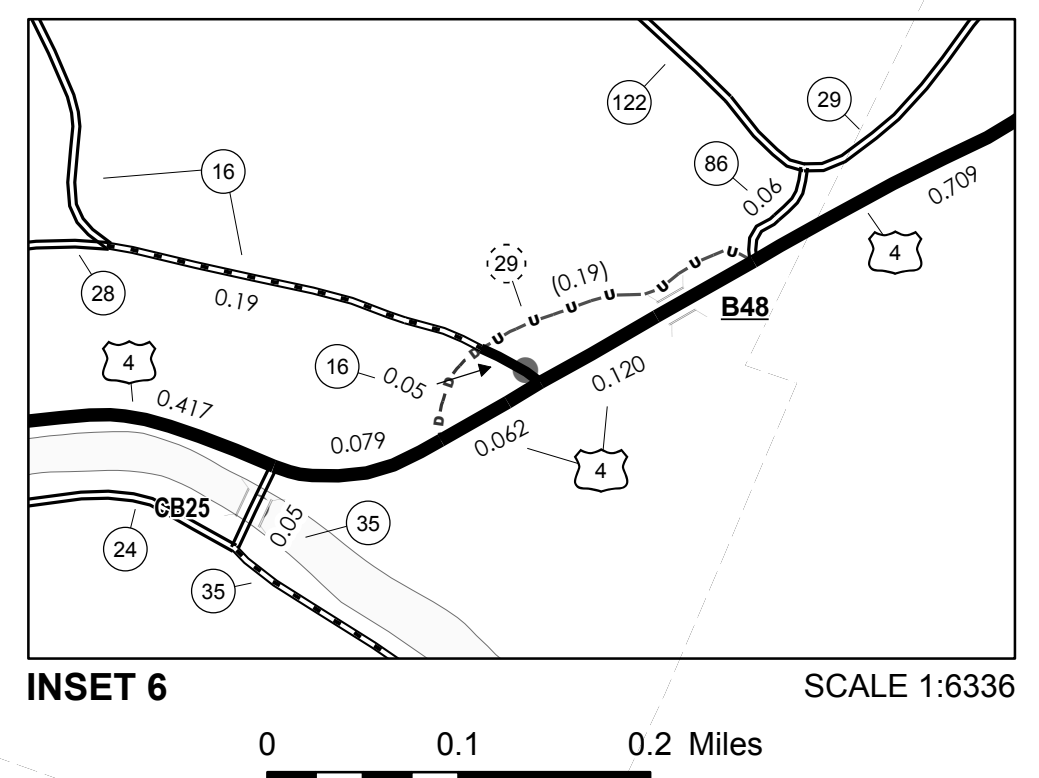 122
29
16
86
0.06
0.709
4
29
(0.19)
28
0.19
B48
4
16
0.05
0.120
0.417
0.079
0.062
4
CB25
0.05
35
24
35
D
D
D
U
U
U
U
U
U
U
INSET 6
SCALE 1:6336
0 0.1 0.2 Miles